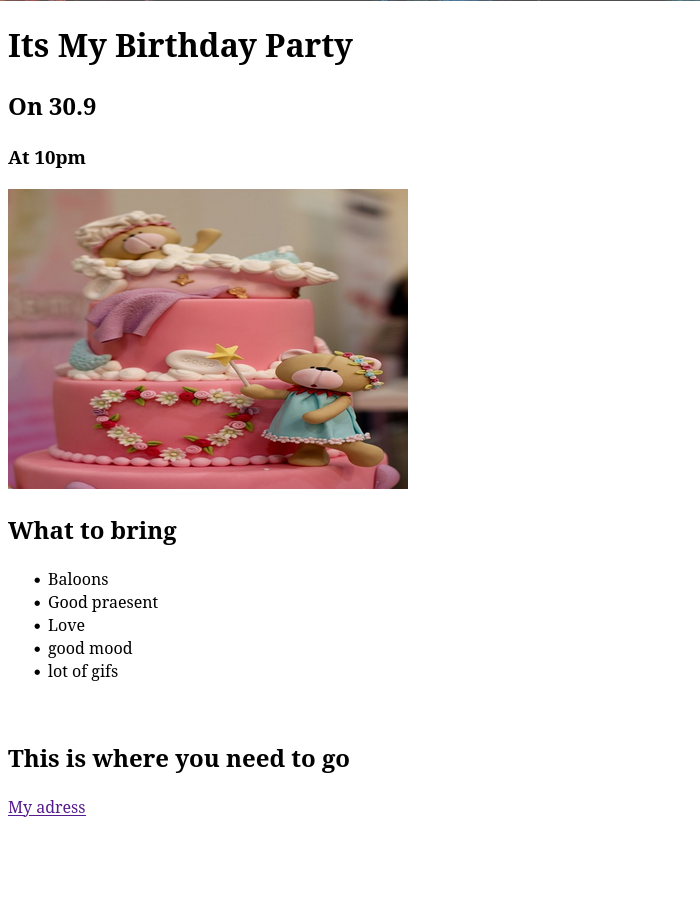 Its My Birthday Party
On 30.9
At 10pm
What to bring
Baloons
Good praesent
Love
good mood
lot of gifs
This is where you need to go
My adress